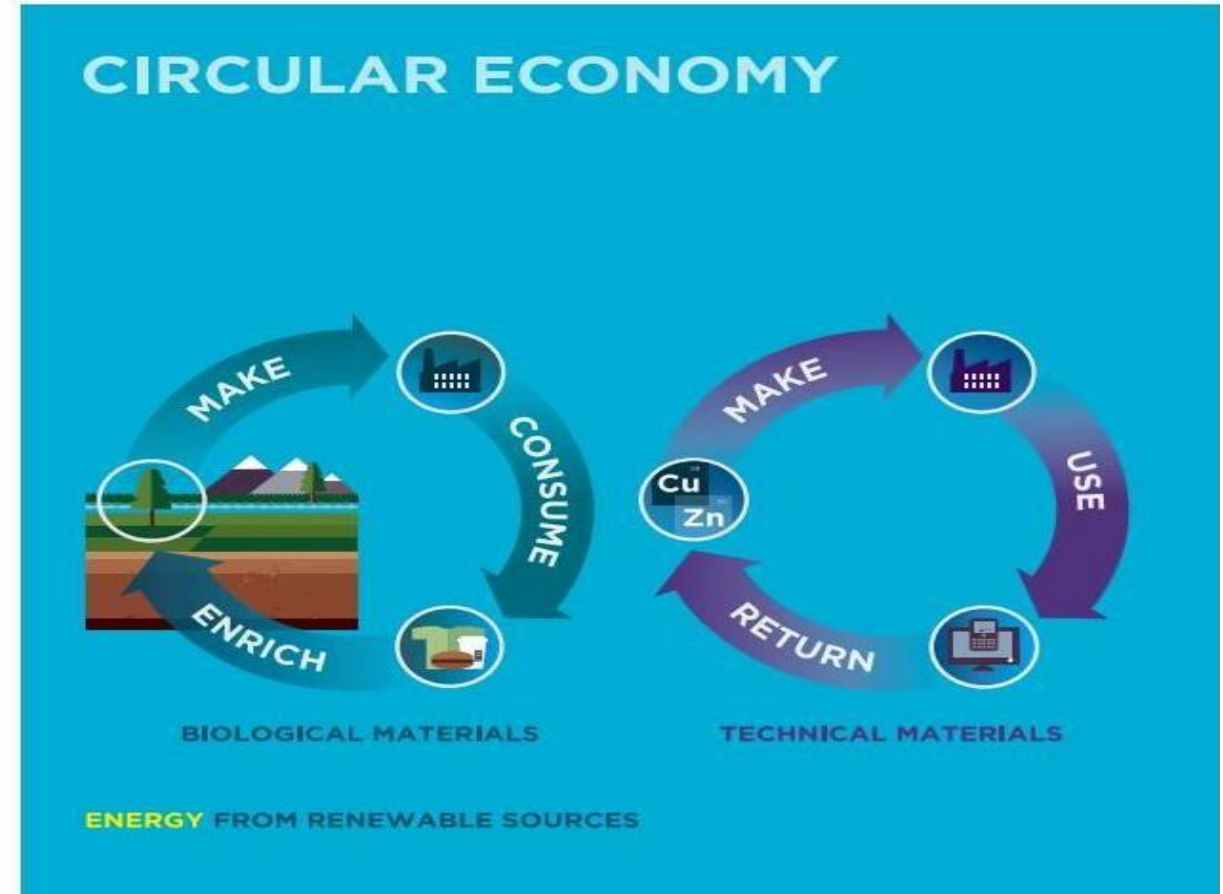 CIRCULAR ECONOMY
MAKE
CONSUME
ENRICH
BIOLOGICAL MATERIALS
MAKE
USE
Cu
Zn
RETURN
TECHNICAL MATERIALS
ENERGY FROM RENEWABLE SOURCES